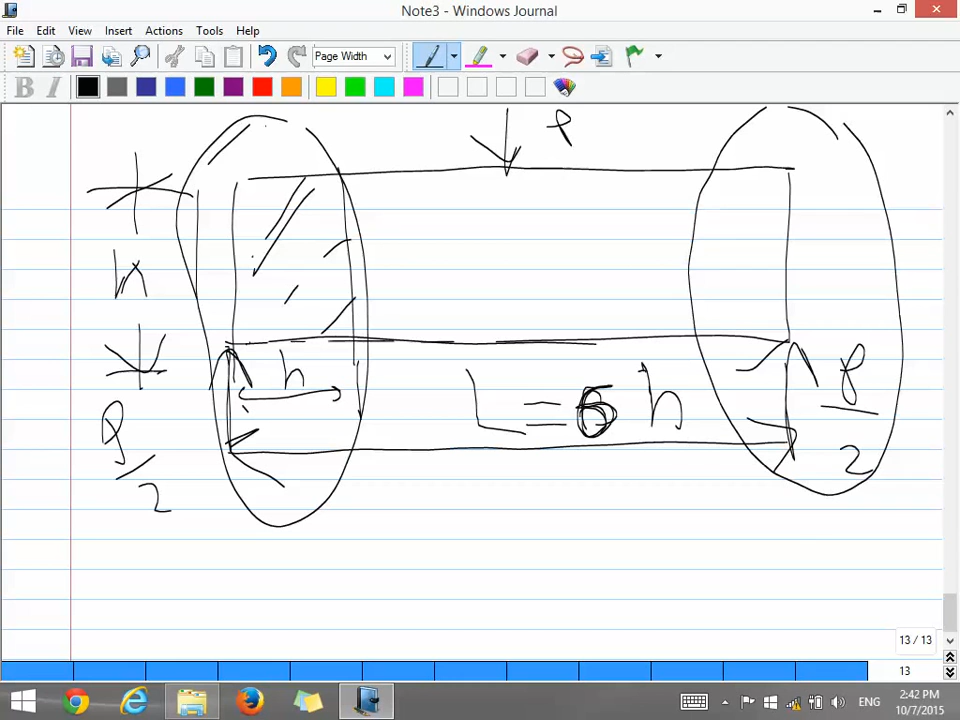 Note3 - Windows Journal
File Edit View Insert Actions Tools Help
Page Width
B I
P
h
h
L = 6 h
P
2
P
2
13 / 13
13
ENG
2:42 PM
10/7/2015